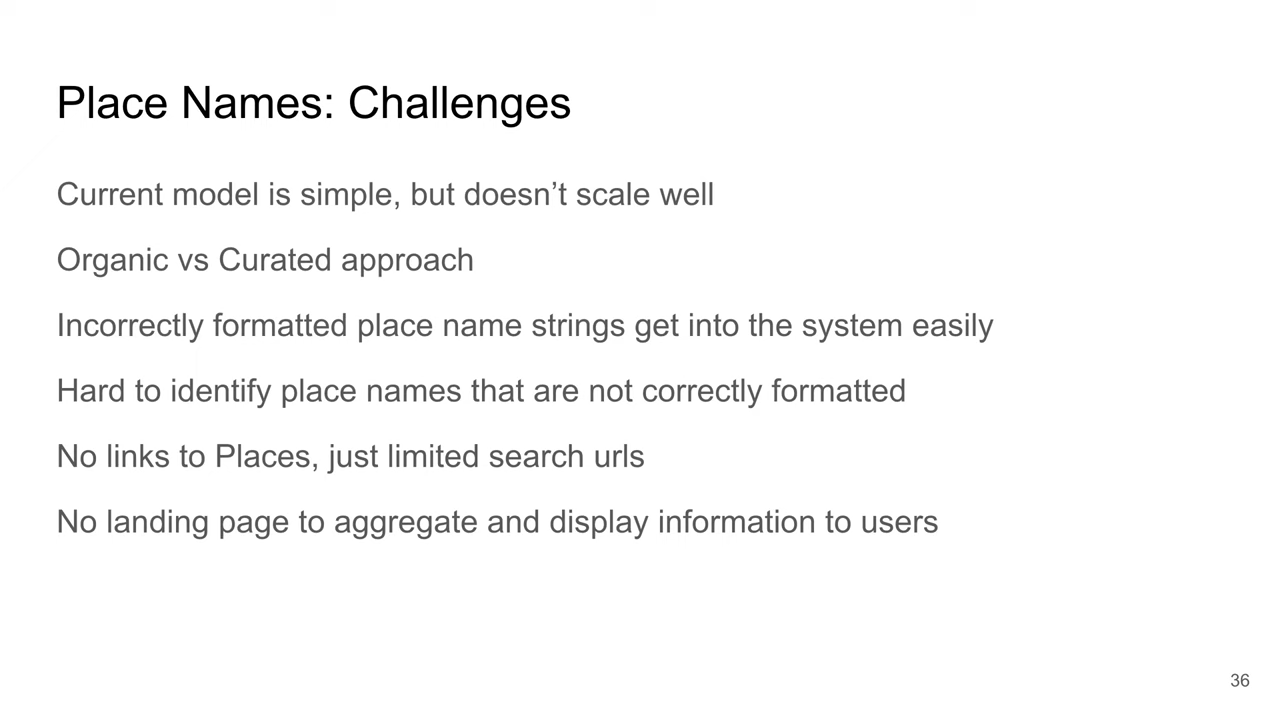 Place Names: Challenges
Current model is simple, but doesn’t scale well
Organic vs Curated approach
Incorrectly formatted place name strings get into the system easily
Hard to identify place names that are not correctly formatted
No links to Places, just limited search urls
No landing page to aggregate and display information to users
36